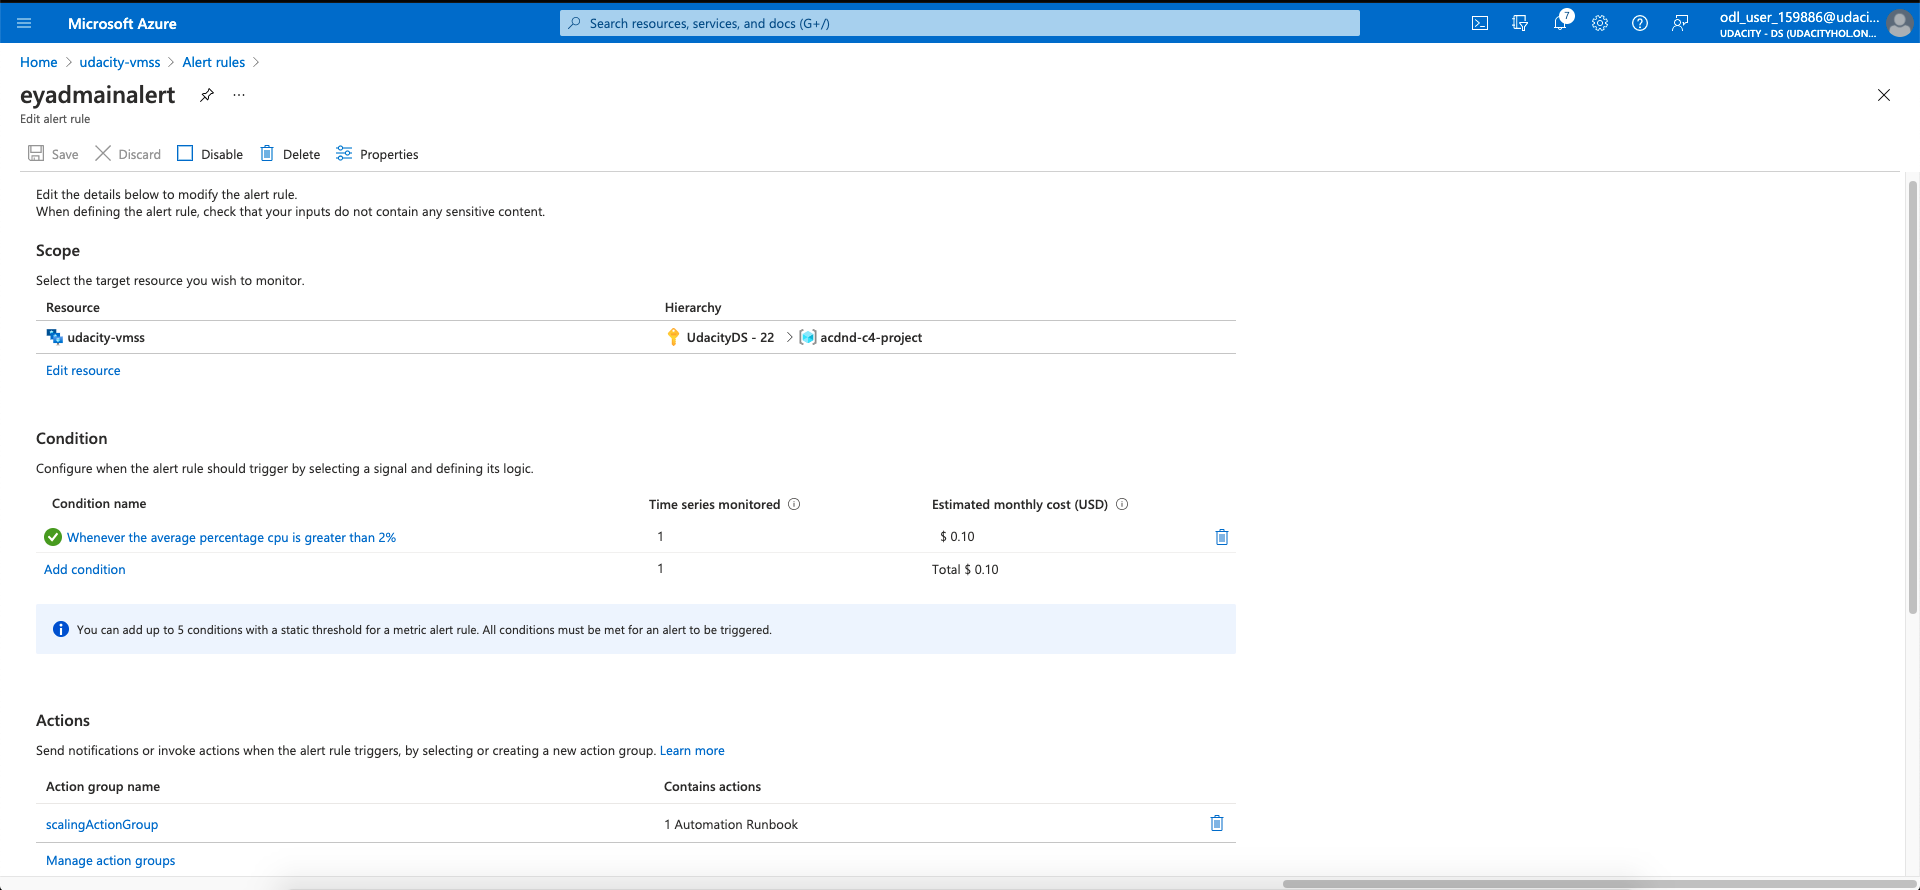 Microsoft Azure
Search resources, services, and docs (G+/)
7
odl_user_159886@udaci...
UDACITY - DS (UDACITYHOL.ON...
Home > udacity-vmss > Alert rules >
eyadmainalert ...
Edit alert rule
Save Discard Disable Delete Properties
Edit the details below to modify the alert rule.
When defining the alert rule, check that your inputs do not contain any sensitive content.
Scope
Select the target resource you wish to monitor.
Resource Hierarchy
udacity-vmss UdacityDS - 22 > acdnd-c4-project
Edit resource
Condition
Configure when the alert rule should trigger by selecting a signal and defining its logic.
Condition name Time series monitored Estimated monthly cost (USD)
Whenever the average percentage cpu is greater than 2% 1 $ 0.10
Add condition 1 Total $ 0.10
You can add up to 5 conditions with a static threshold for a metric alert rule. All conditions must be met for an alert to be triggered.
Actions
Send notifications or invoke actions when the alert rule triggers, by selecting or creating a new action group. Learn more
Action group name Contains actions
scalingActionGroup 1 Automation Runbook
Manage action groups